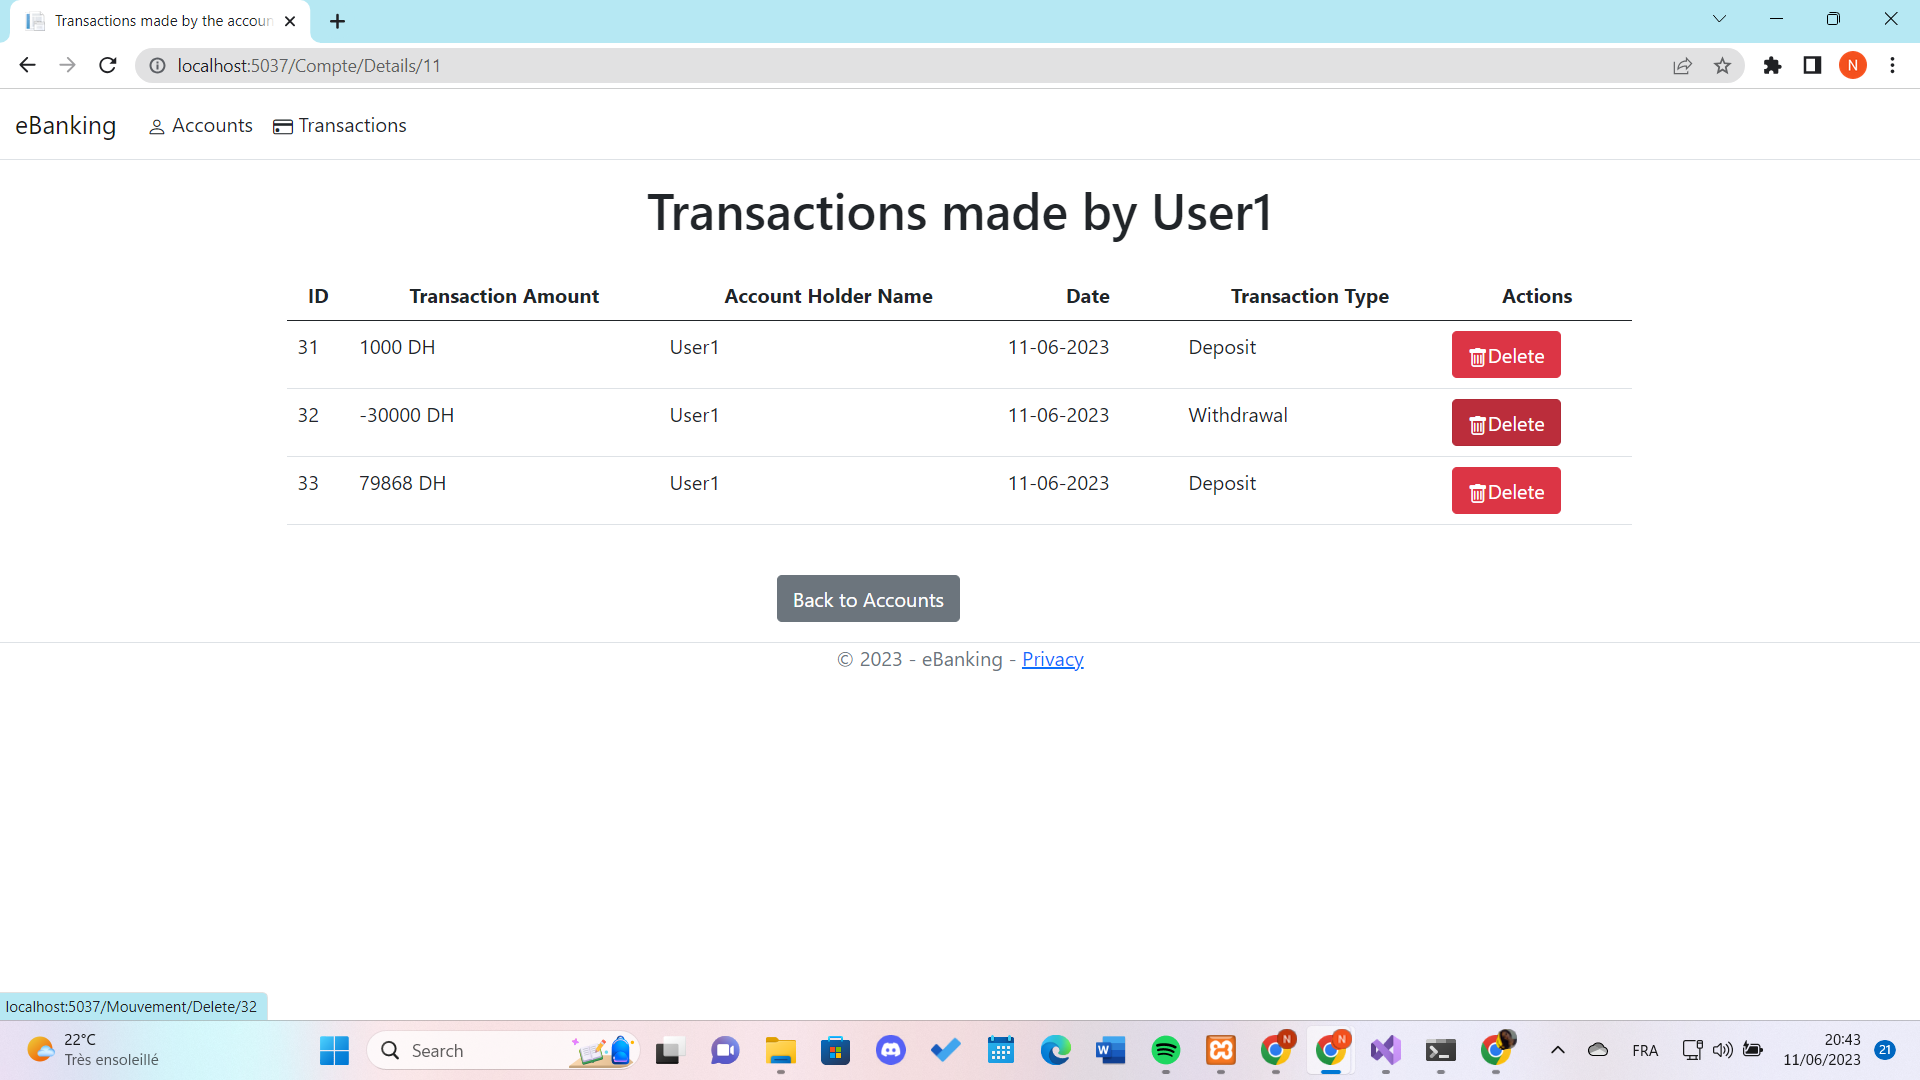 Transactions made by the accoun
localhost:5037/Compte/Details/11
N
eBanking Accounts Transactions
Transactions made by User1
ID Transaction Amount Account Holder Name Date Transaction Type Actions
31 1000 DH User1 11-06-2023 Deposit Delete
32 -30000 DH User1 11-06-2023 Withdrawal Delete
33 79868 DH User1 11-06-2023 Deposit Delete
Back to Accounts
© 2023 - eBanking - Privacy
localhost:5037/Mouvement/Delete/32
22°C
Très ensoleillé
Search
W
N
N
FRA
20:43
11/06/2023
21